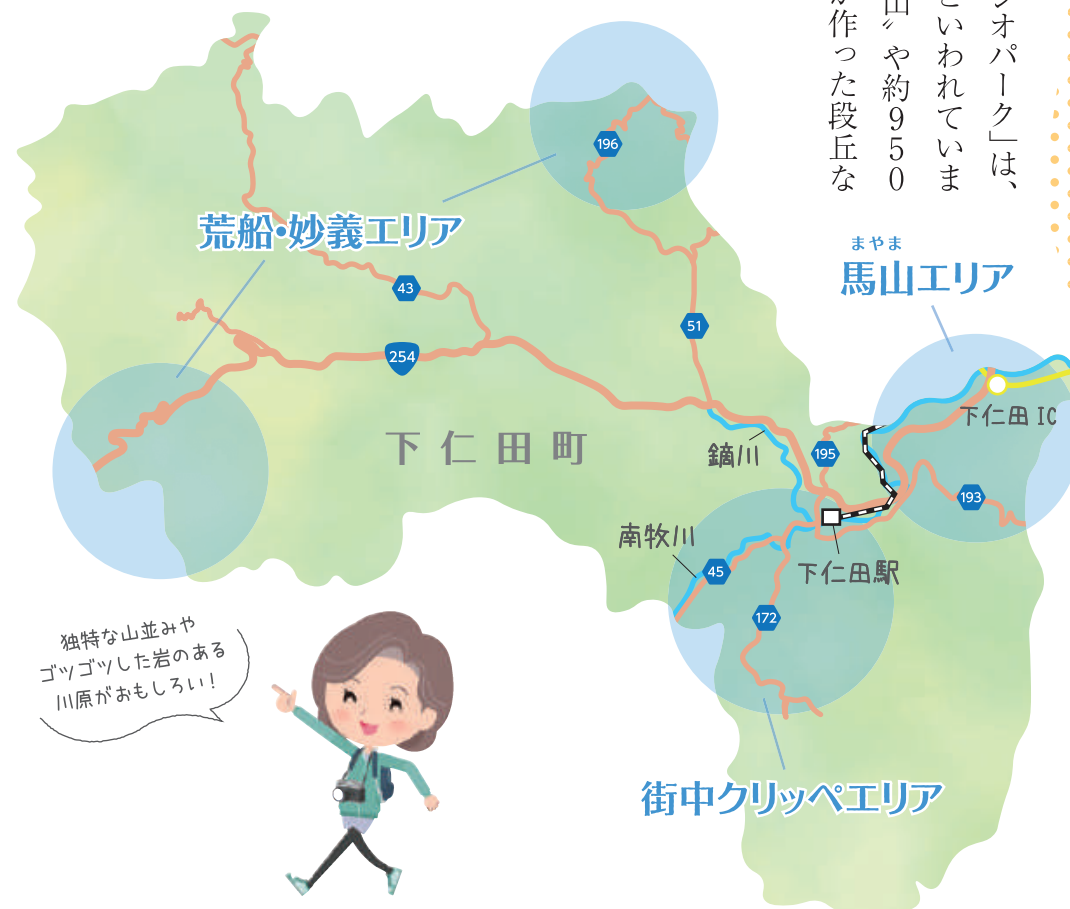 ジオパーク」は、
といわれていま
山〟や約950
が作った段丘な
196
荒船・妙義エリア
まやま
馬山エリア
43
51
254
下仁田IC
下仁田町
鏑川
195
193
南牧川
45
下仁田駅
172
独特な山並みや
ゴツゴツした岩のある
川原がおもしろい!
街中クリッペエリア